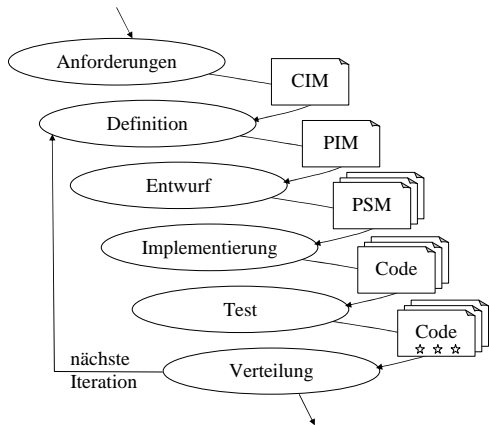 Anforderungen
CIM
Definition
PIM
Entwurf
PSM
Implementierung
Code
Test
Code
nächste
Iteration
Verteilung